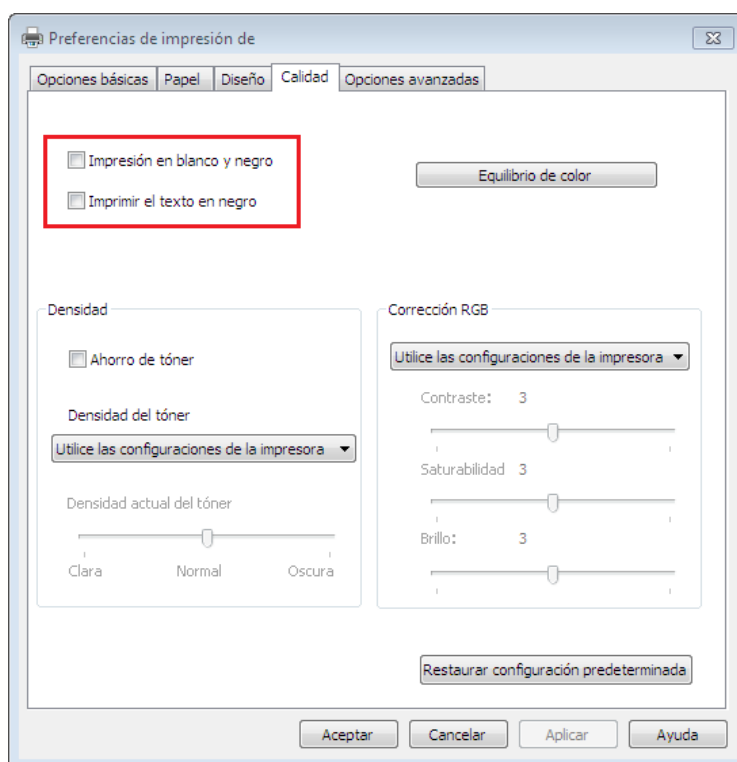 Preferencias de impresión de
Opciones básicas Papel Diseño Calidad Opciones avanzadas
Impresión en blanco y negro
Equilibrio de color
Imprimir el texto en negro
Densidad
Ahorro de tóner
Densidad del tóner
Utilice las configuraciones de la impresora
Densidad actual del tóner
Clara Normal Oscura
Corrección RGB
Utilice las configuraciones de la impresora
Contraste: 3
Saturabilidad 3
Brillo: 3
Restaurar configuración predeterminada
Aceptar Cancelar Aplicar Ayuda